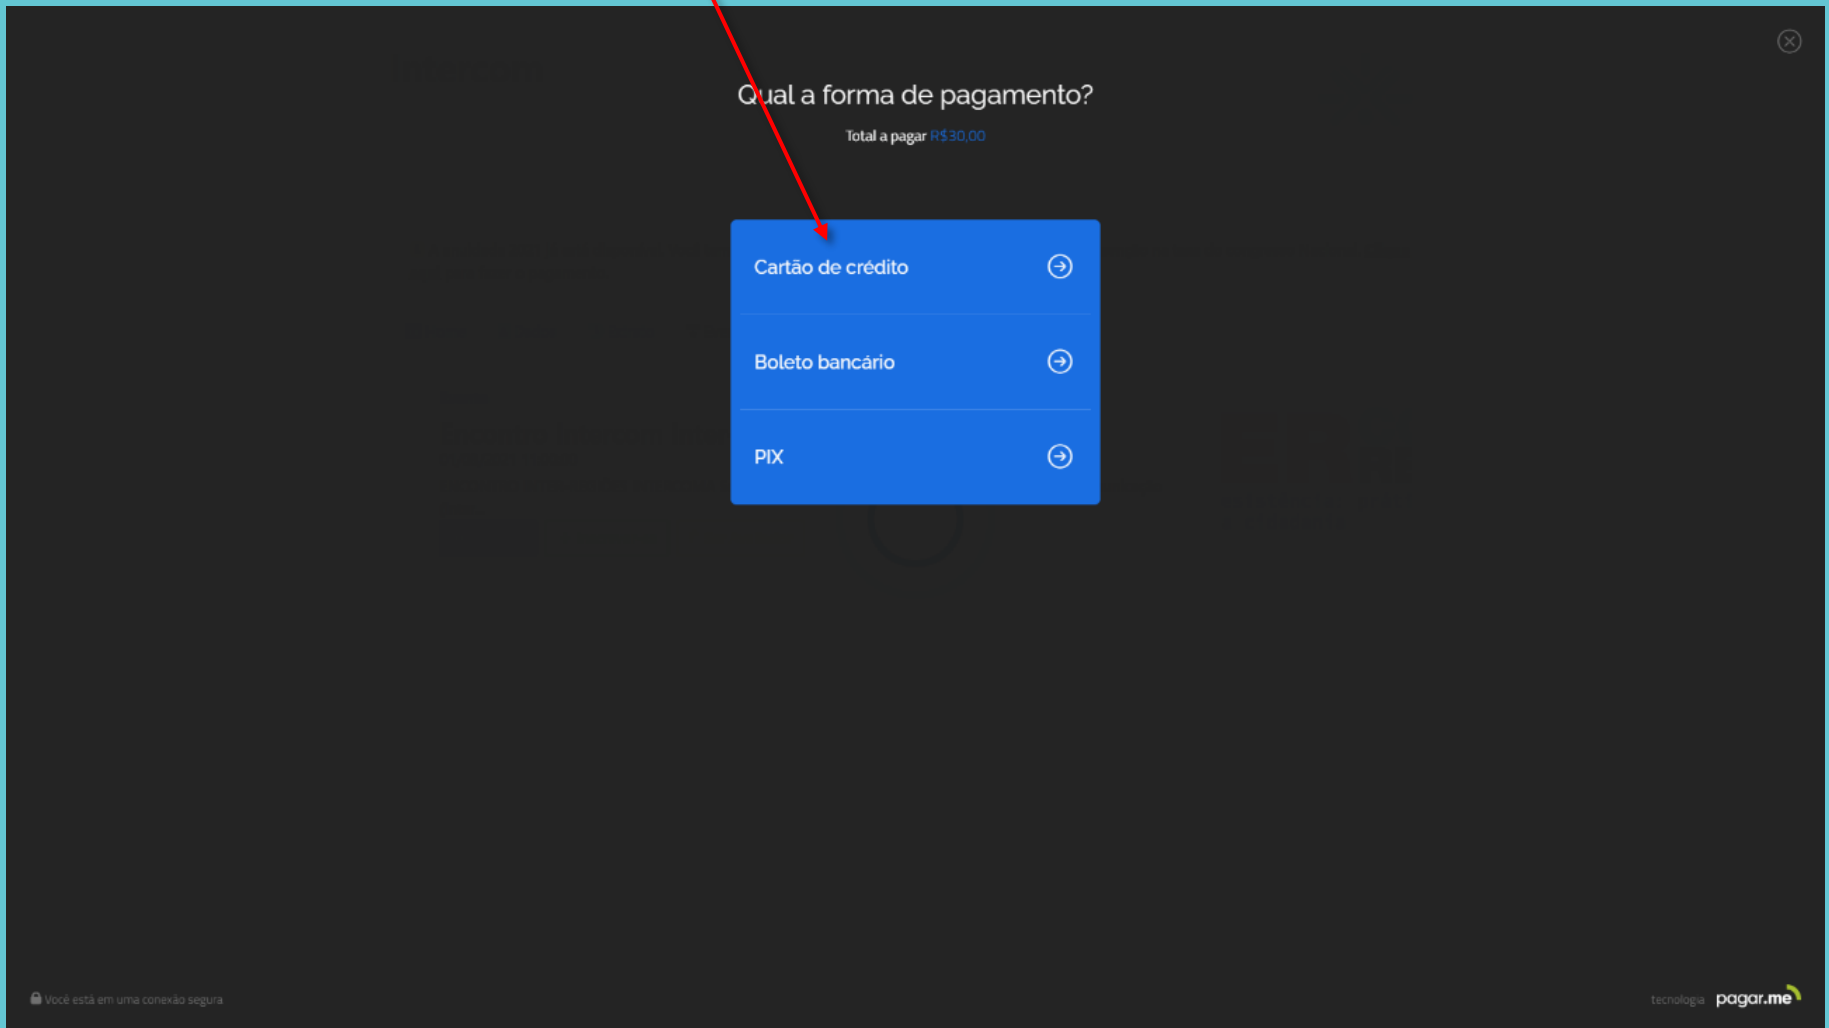 Qual a forma de pagamento?
Total a pagar R$30,00
Cartão de crédito
Boleto bancário
PIX
Você está em uma conexão segura
tecnologia pagar.me